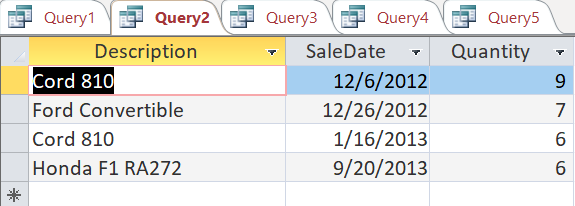 Query1 Query2 Query3 Query4 Query5
Description SaleDate Quantity
Cord 810 12/6/2012 9
Ford Convertible 12/26/2012 7
Cord 810 1/16/2013 6
Honda F1 RA272 9/20/2013 6